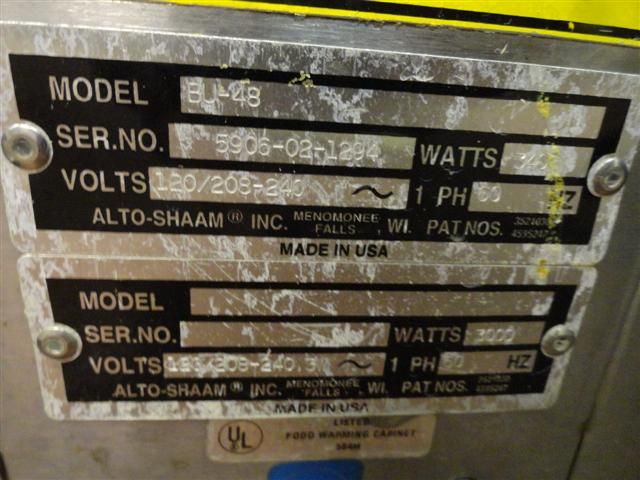 MODEL BU-48
SER.NO. 5906-02-1294 WATTS
VOLTS 120/208-240 ~ 1 PH 60 HZ
ALTO-SHAAM® INC. MENOMONEE FALLS, WI. PAT NOS. 4595247
MADE IN USA
MODEL
SER.NO. WATTS 3000
VOLTS ~ 1 PH HZ
ALTO-SHAAM® INC. MENOMONEE FALLS WI. PAT NOS.
MADE IN USA
UL LISTED
FOOD WARMING CABINET